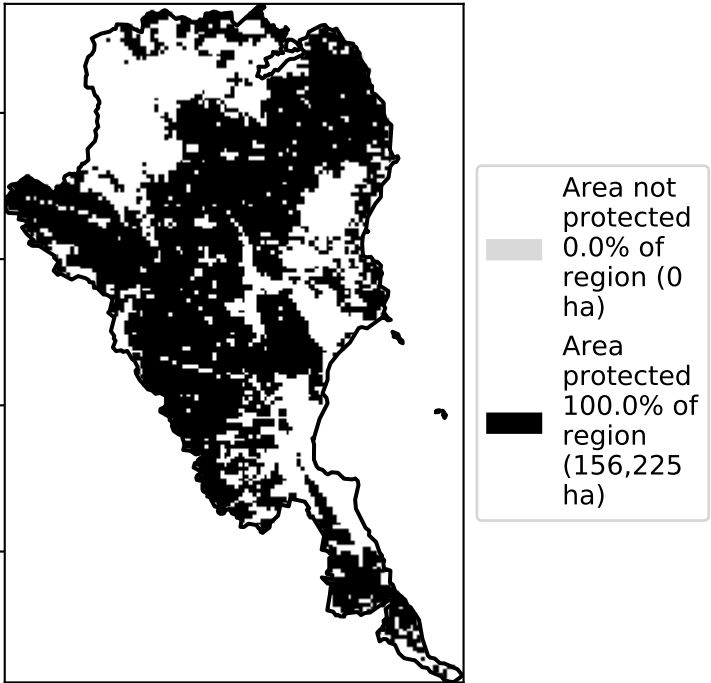 Area not
protected
0.0% of
region (0
ha)
Area
protected
100.0% of
region
(156,225
ha)